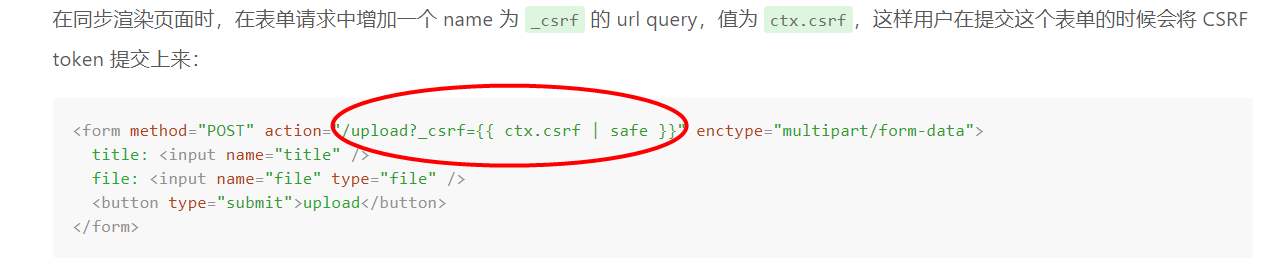 在同步渲染页面时，在表单请求中增加一个 name 为 _csrf 的 url query，值为 ctx.csrf，这样用户在提交这个表单的时候会将 CSRF
token 提交上来：
<form method="POST" action="/upload?_csrf={{ ctx.csrf | safe }}" enctype="multipart/form-data">
  title: <input name="title" />
  file: <input name="file" type="file" />
  <button type="submit">upload</button>
</form>